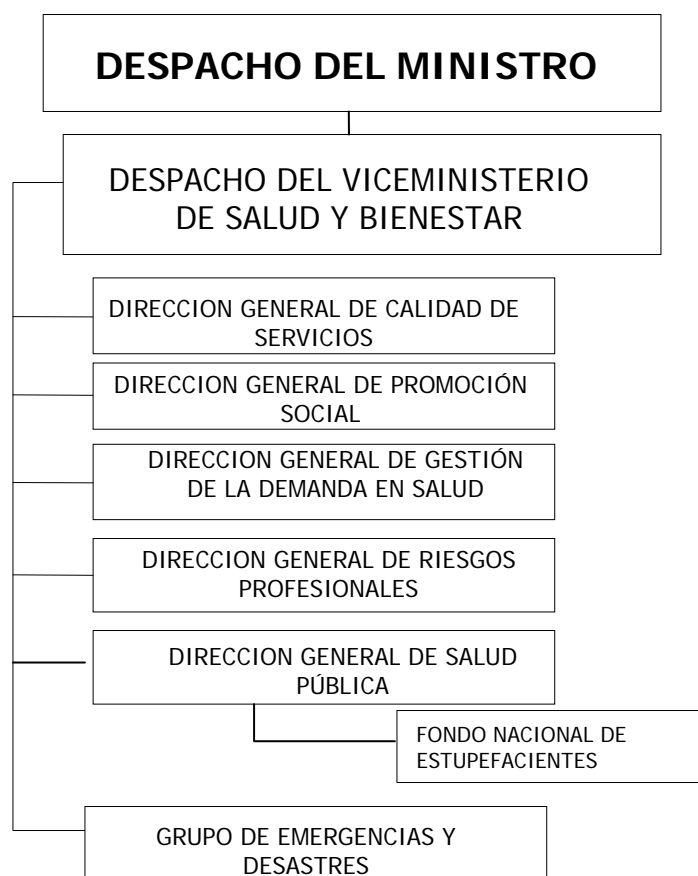 DESPACHO DEL MINISTRO
DESPACHO DEL VICEMINISTERIO
DE SALUD Y BIENESTAR
DIRECCION GENERAL DE CALIDAD DE
SERVICIOS
DIRECCION GENERAL DE PROMOCIÓN
SOCIAL
DIRECCION GENERAL DE GESTIÓN
DE LA DEMANDA EN SALUD
DIRECCION GENERAL DE RIESGOS
PROFESIONALES
DIRECCION GENERAL DE SALUD
PÚBLICA
FONDO NACIONAL DE
ESTUPEFACIENTES
GRUPO DE EMERGENCIAS Y
DESASTRES